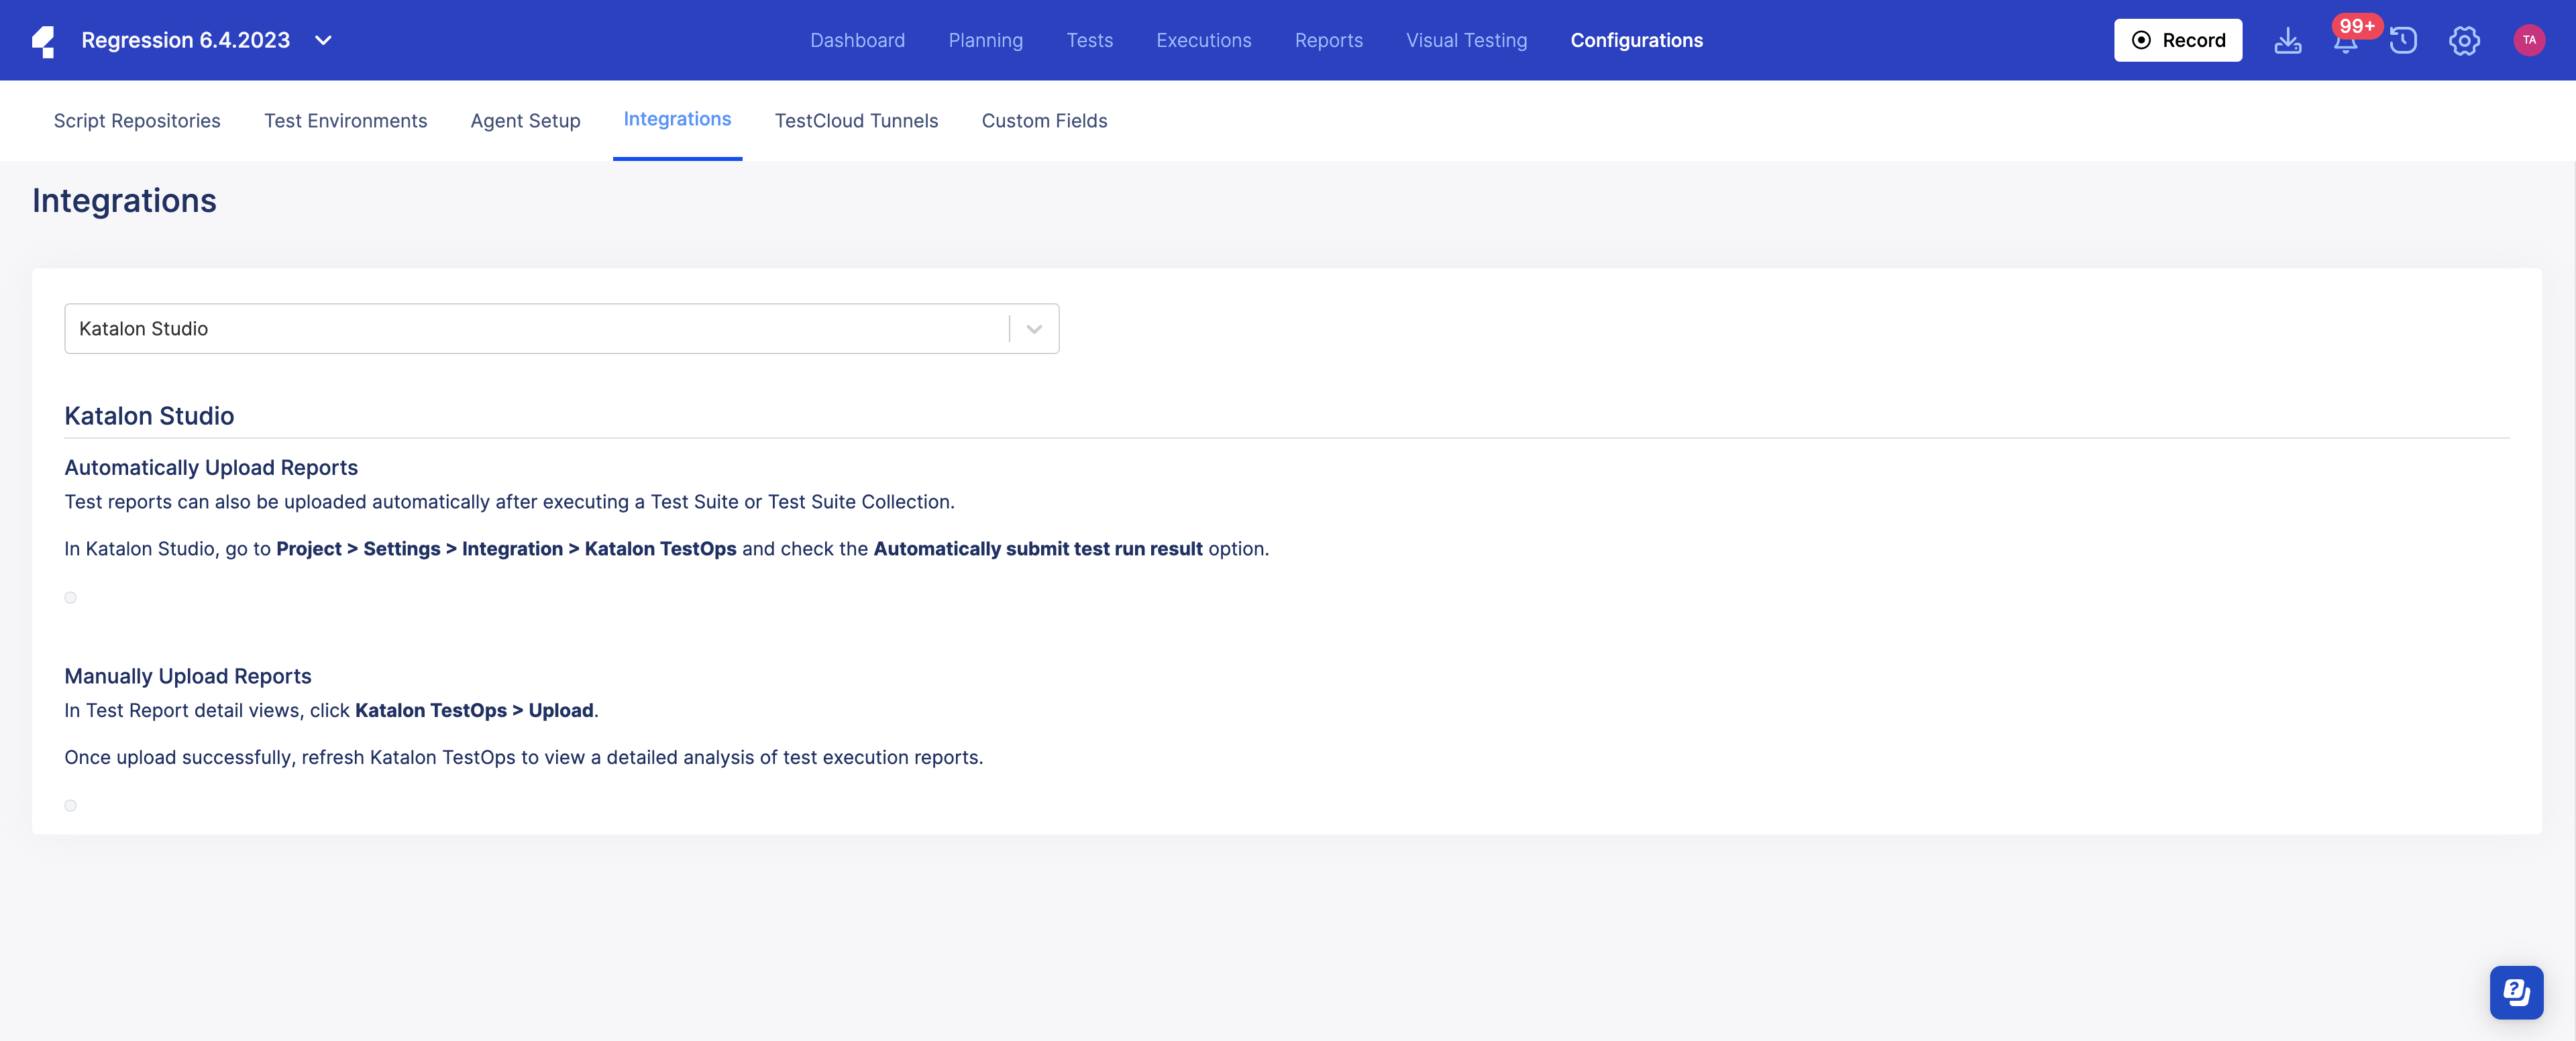 Regression 6.4.2023
Dashboard
Planning
Tests
Executions
Reports
Visual Testing
Configurations
Record
99+
TA
Script Repositories
Test Environments
Agent Setup
Integrations
TestCloud Tunnels
Custom Fields
Integrations
Katalon Studio
Katalon Studio
Automatically Upload Reports
Test reports can also be uploaded automatically after executing a Test Suite or Test Suite Collection.
In Katalon Studio, go to Project > Settings > Integration > Katalon TestOps and check the Automatically submit test run result option.
Manually Upload Reports
In Test Report detail views, click Katalon TestOps > Upload.
Once upload successfully, refresh Katalon TestOps to view a detailed analysis of test execution reports.
?